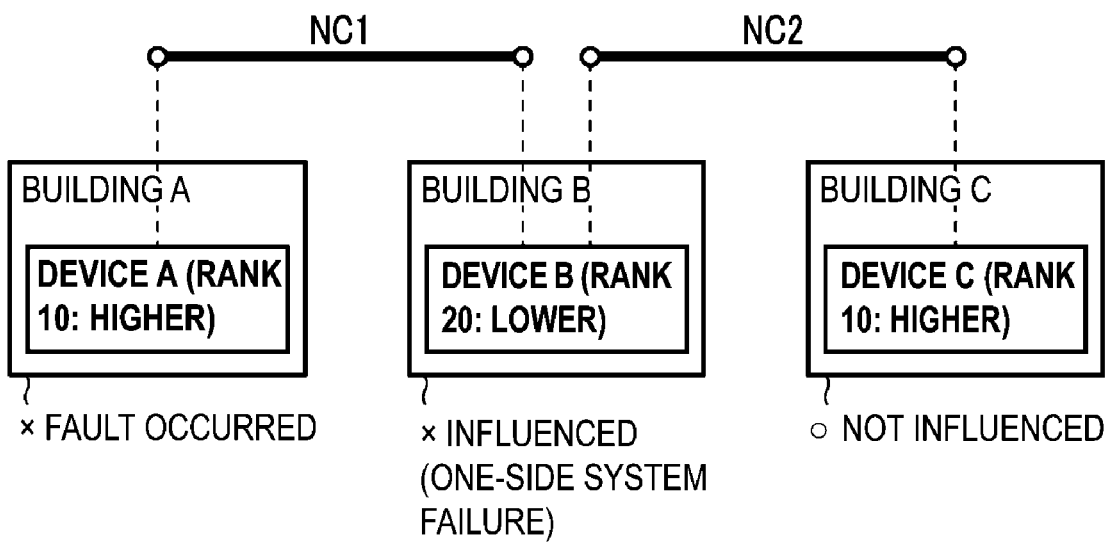 NC1
NC2
BUILDING A
BUILDING B
BUILDING C
DEVICE A (RANK
10: HIGHER)
DEVICE B (RANK
20: LOWER)
DEVICE C (RANK
10: HIGHER)
× FAULT OCCURRED
× INFLUENCED
(ONE-SIDE SYSTEM
FAILURE)
○ NOT INFLUENCED